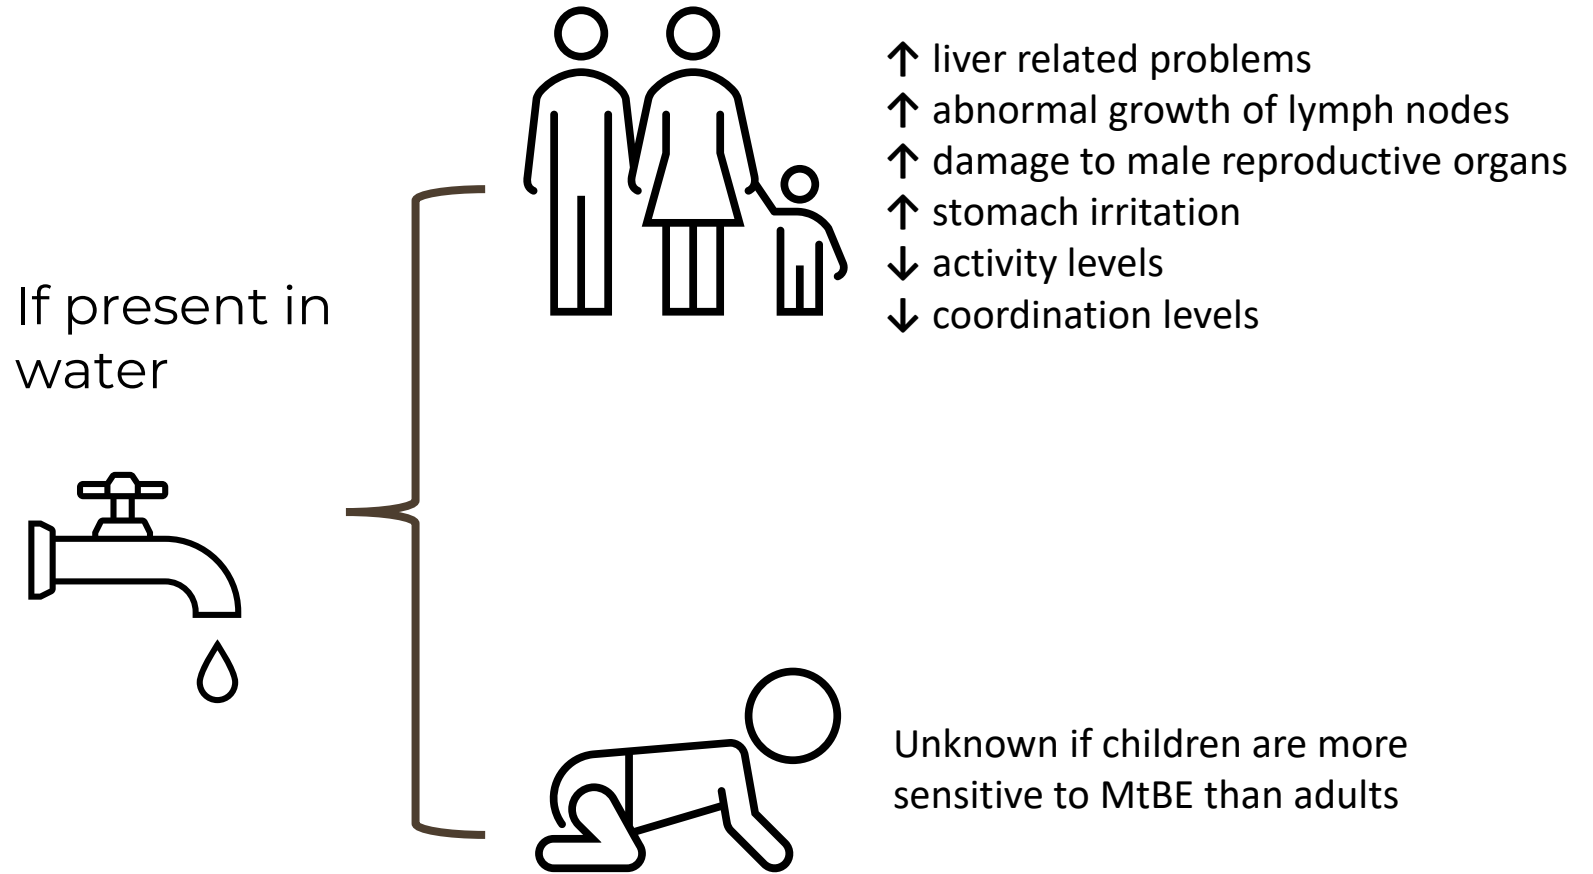 If present in
water
↑ liver related problems
↑ abnormal growth of lymph nodes
↑ damage to male reproductive organs
↑ stomach irritation
↓ activity levels
↓ coordination levels
Unknown if children are more
sensitive to MtBE than adults